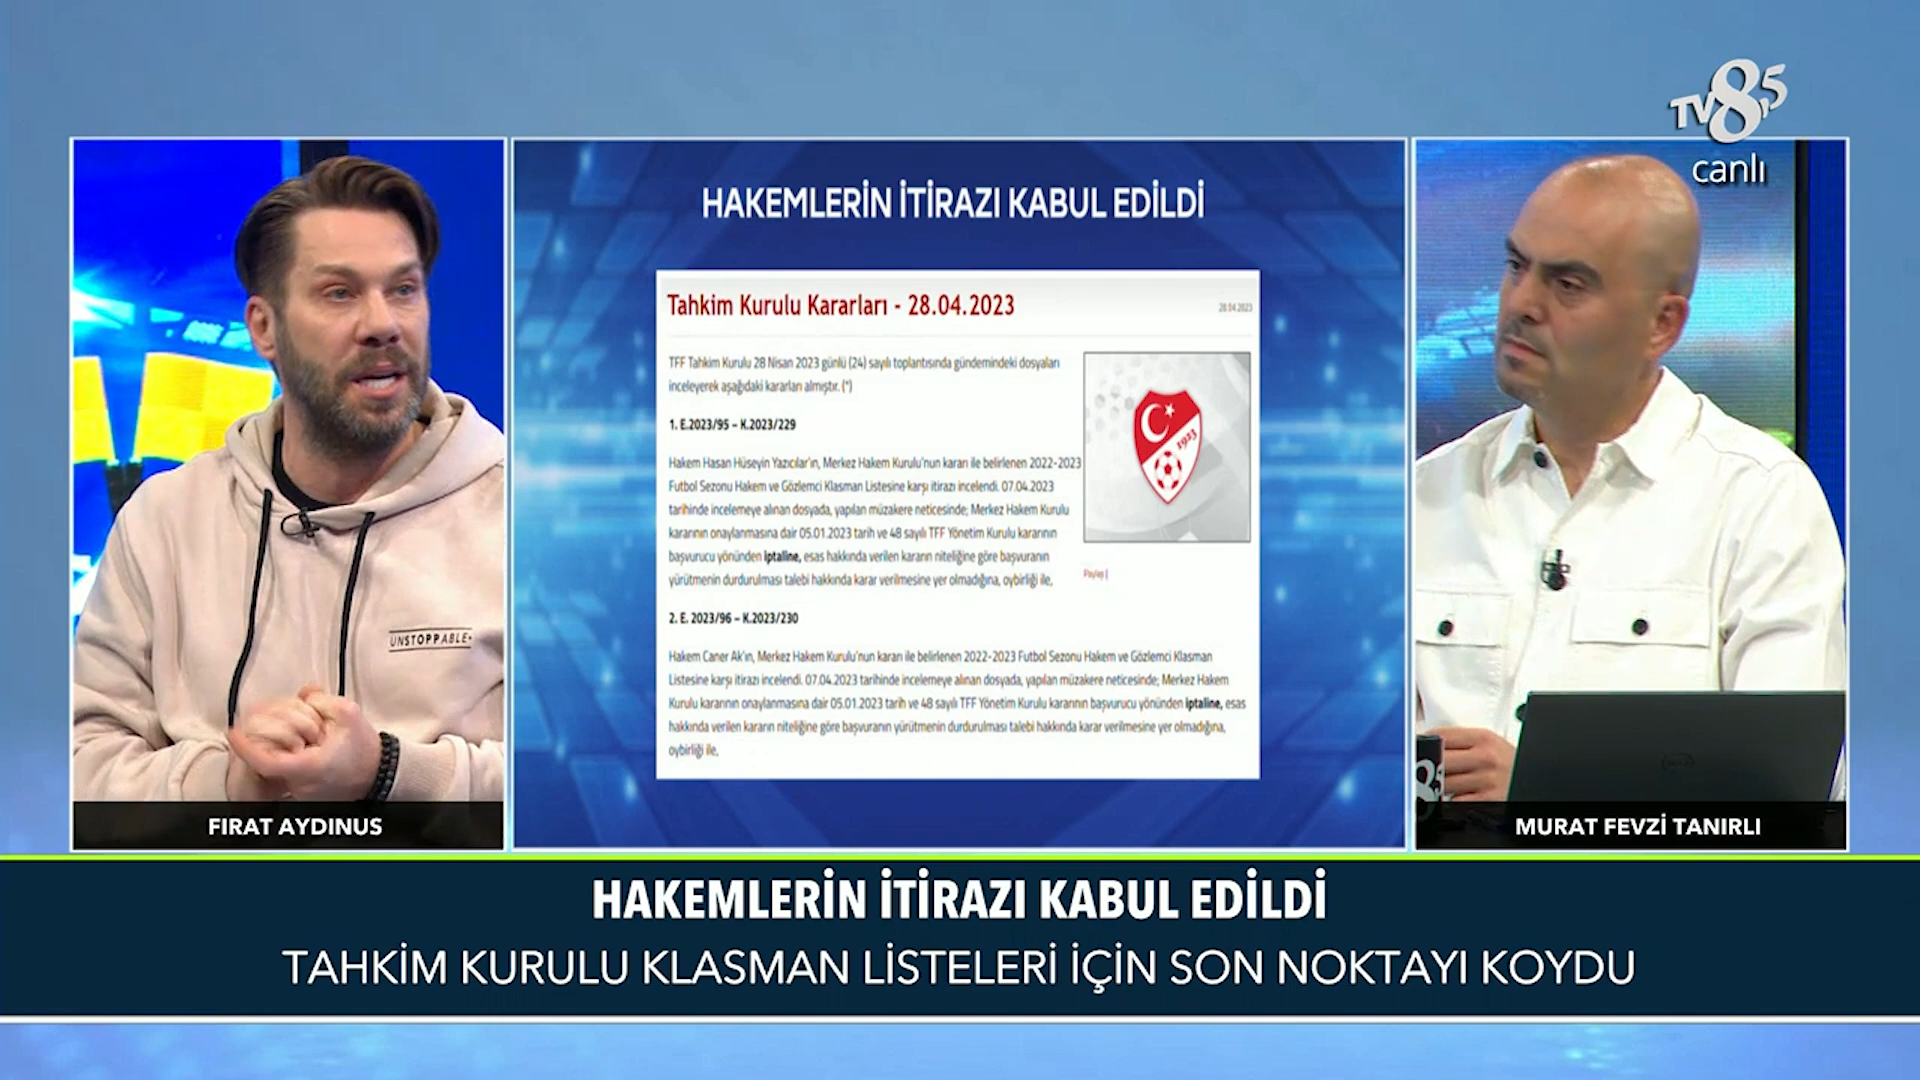 TV8,5
canlı
HAKEMLERİN İTİRAZI KABUL EDİLDİ
Tahkim Kurulu Kararları - 28.04.2023
28.04.2023
TFF Tahkim Kurulu 28 Nisan 2023 günlü (24) sayılı toplantısında gündemindeki dosyaları
inceleyerek aşağıdaki kararları almıştır. (*)
1. E.2023/95 – K.2023/229
Hakem Hasan Hüseyin Yazıcılar'ın, Merkez Hakem Kurulu'nun kararı ile belirlenen 2022-2023
Futbol Sezonu Hakem ve Gözlemci Klasman Listesine karşı itirazı incelendi. 07.04.2023
tarihinde incelemeye alınan dosyada, yapılan müzakere neticesinde; Merkez Hakem Kurulu
kararının onaylanmasına dair 05.01.2023 tarih ve 48 sayılı TFF Yönetim Kurulu kararının
başvurucu yönünden iptaline, esas hakkında verilen kararın niteliğine göre başvuranın
yürütmenin durdurulması talebi hakkında karar verilmesine yer olmadığına, oybirliği ile,
1923
Paylaş |
2. E. 2023/96 – K.2023/230
Hakem Caner Ak'ın, Merkez Hakem Kurulu'nun kararı ile belirlenen 2022-2023 Futbol Sezonu Hakem ve Gözlemci Klasman
Listesine karşı itirazı incelendi. 07.04.2023 tarihinde incelemeye alınan dosyada, yapılan müzakere neticesinde; Merkez Hakem
Kurulu kararının onaylanmasına dair 05.01.2023 tarih ve 48 sayılı TFF Yönetim Kurulu kararının başvurucu yönünden iptaline, esas
hakkında verilen kararın niteliğine göre başvuranın yürütmenin durdurulması talebi hakkında karar verilmesine yer olmadığına,
oybirliği ile,
UNSTOPPABLE
8,5
DELL
FIRAT AYDINUS
MURAT FEVZİ TANIRLI
HAKEMLERİN İTİRAZI KABUL EDİLDİ
TAHKİM KURULU KLASMAN LİSTELERİ İÇİN SON NOKTAYI KOYDU